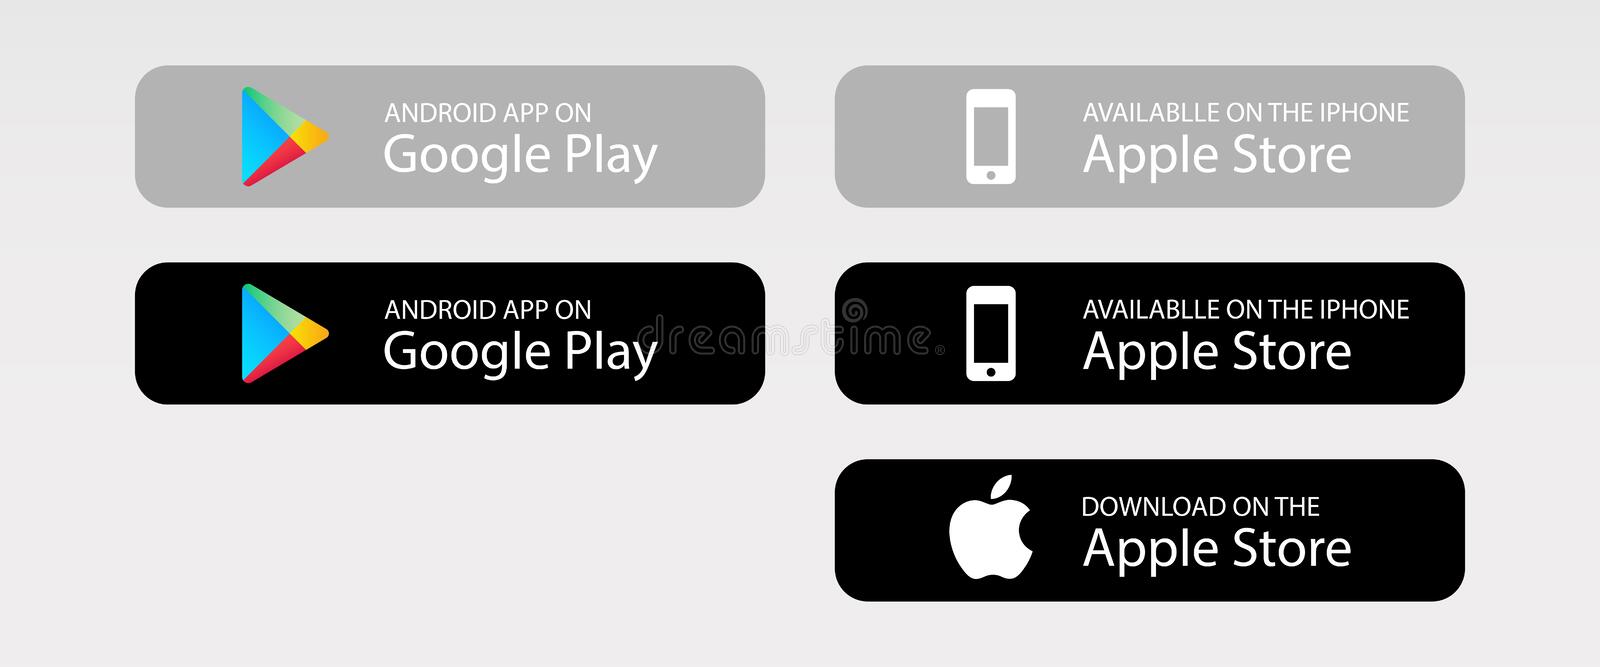 ANDROID APP ON
Google Play
AVAILABLLE ON THE IPHONE
Apple Store
ANDROID APP ON
Google Play
AVAILABLLE ON THE IPHONE
Apple Store
dreamstime
DOWNLOAD ON THE
Apple Store